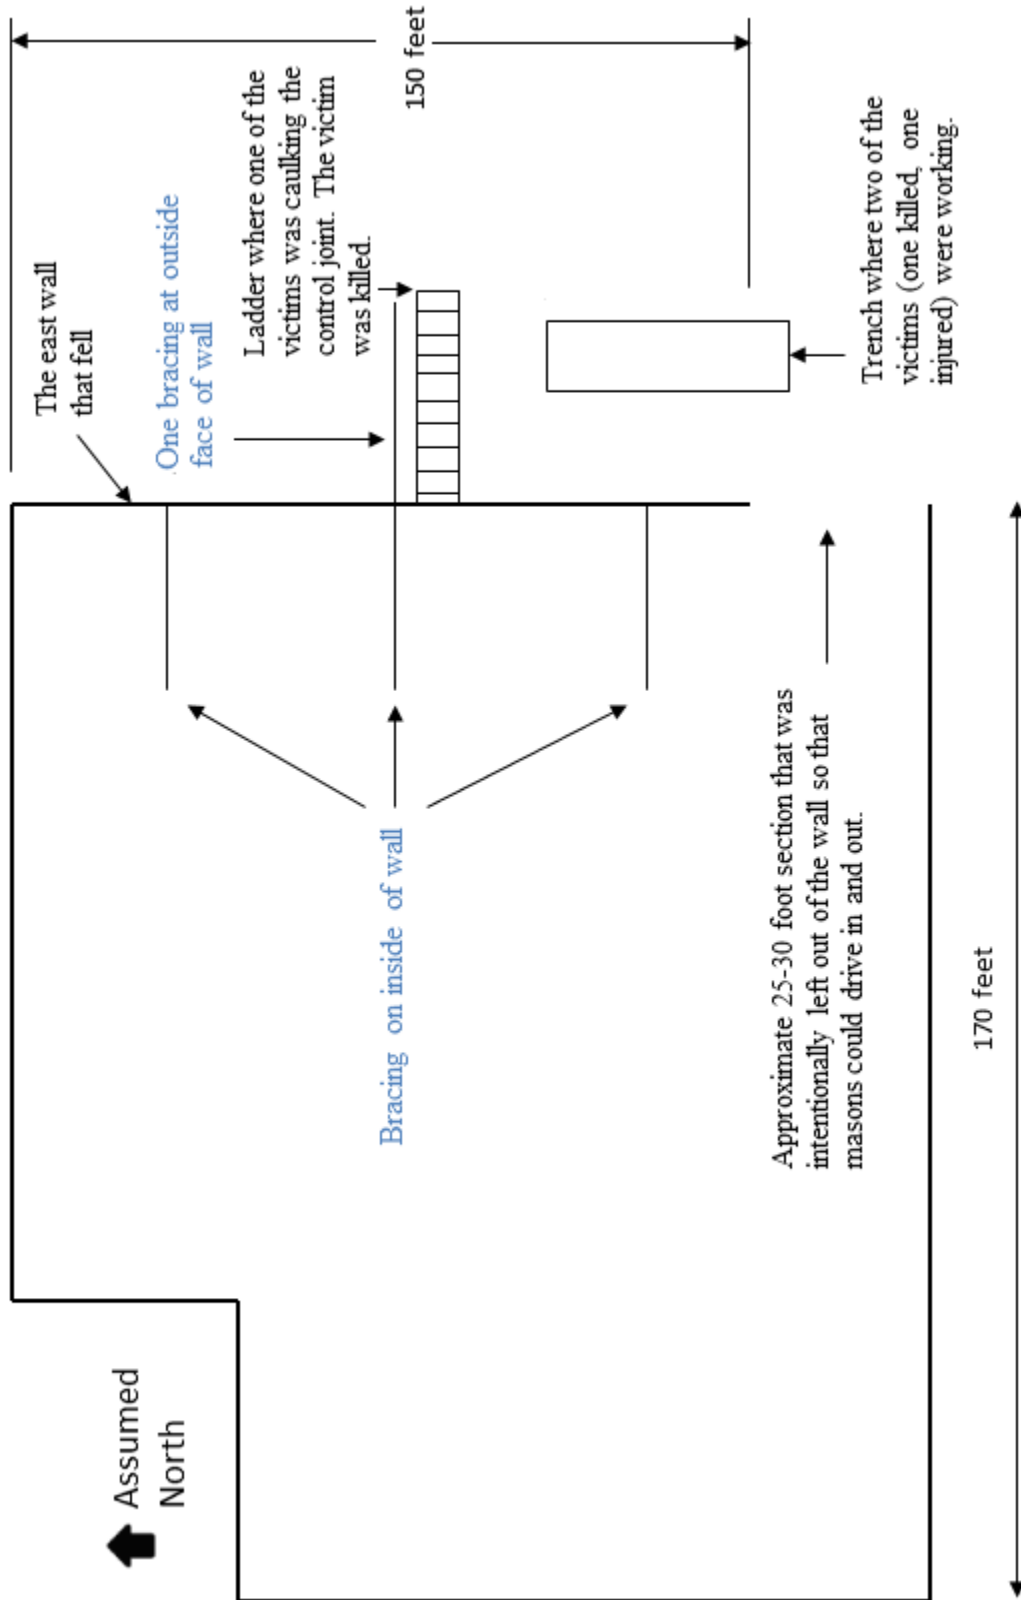 Assumed
North
The east wall
that fell
One bracing at outside
face of wall
Ladder where one of the
victims was caulking the
control joint. The victim
was killed.
150 feet
Bracing on inside of wall
Trench where two of the
victims (one killed, one
injured) were working.
Approximate 25-30 foot section that was
intentionally left out of the wall so that
masons could drive in and out.
170 feet